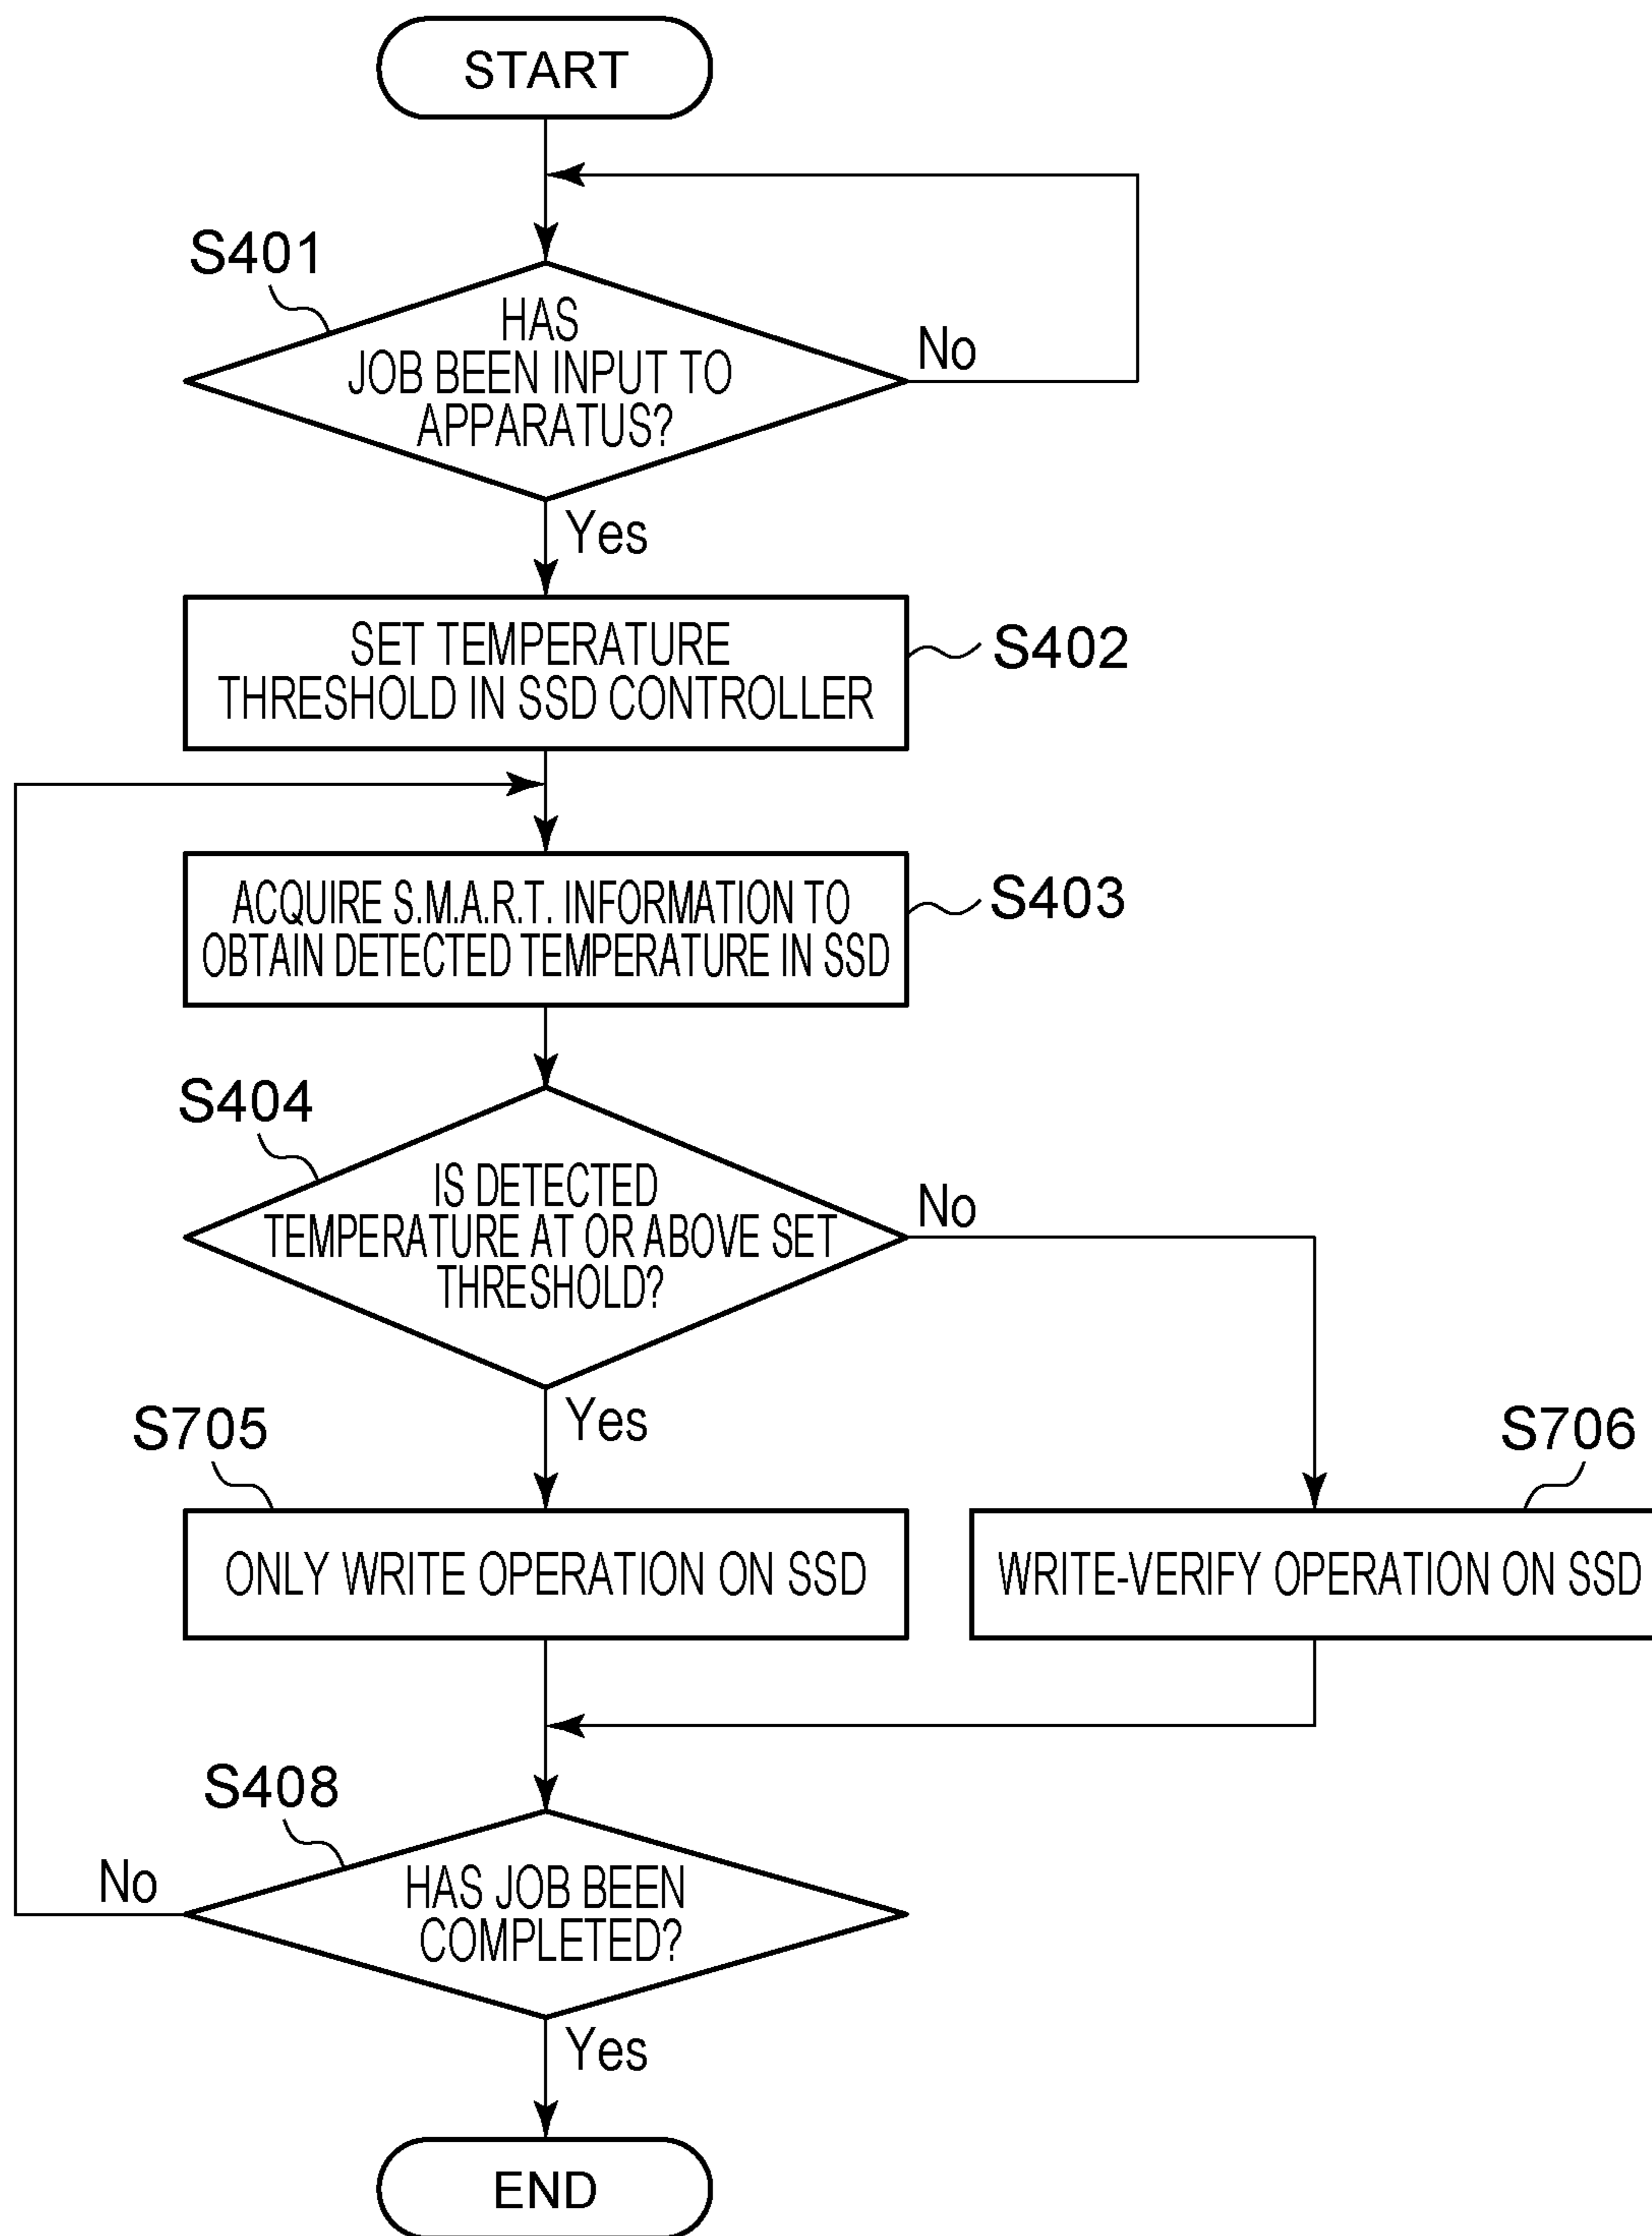 START
S401
HAS
JOB BEEN INPUT TO
APPARATUS?
No
Yes
SET TEMPERATURE
THRESHOLD IN SSD CONTROLLER
S402
ACQUIRE S.M.A.R.T. INFORMATION TO
OBTAIN DETECTED TEMPERATURE IN SSD
S403
S404
IS DETECTED
TEMPERATURE AT OR ABOVE SET
THRESHOLD?
No
Yes
S705
ONLY WRITE OPERATION ON SSD
S706
WRITE-VERIFY OPERATION ON SSD
S408
HAS JOB BEEN
COMPLETED?
No
Yes
END